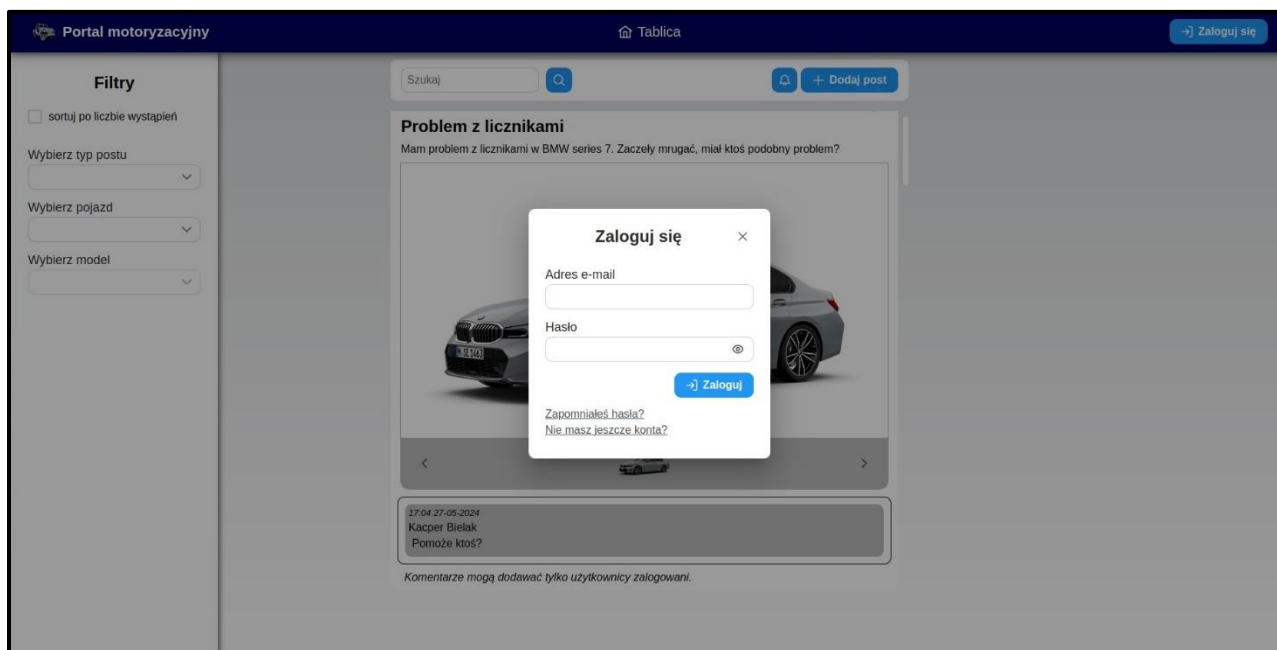 Portal motoryzacyjny
Tablica
Zaloguj się
Filtry
sortuj po liczbie wystąpień
Wybierz typ postu
Wybierz pojazd
Wybierz model
Szukaj
Dodaj post
Problem z licznikami
Mam problem z licznikami w BMW series 7. Zaczeły mrugać, miał ktoś podobny problem?
Zaloguj się
Adres e-mail
Hasło
Zaloguj
Zapomniałeś hasła?
Nie masz jeszcze konta?
17:04 27-05-2024
Kacper Bielak
Pomoże ktoś?
Komentarze mogą dodawać tylko użytkownicy zalogowani.